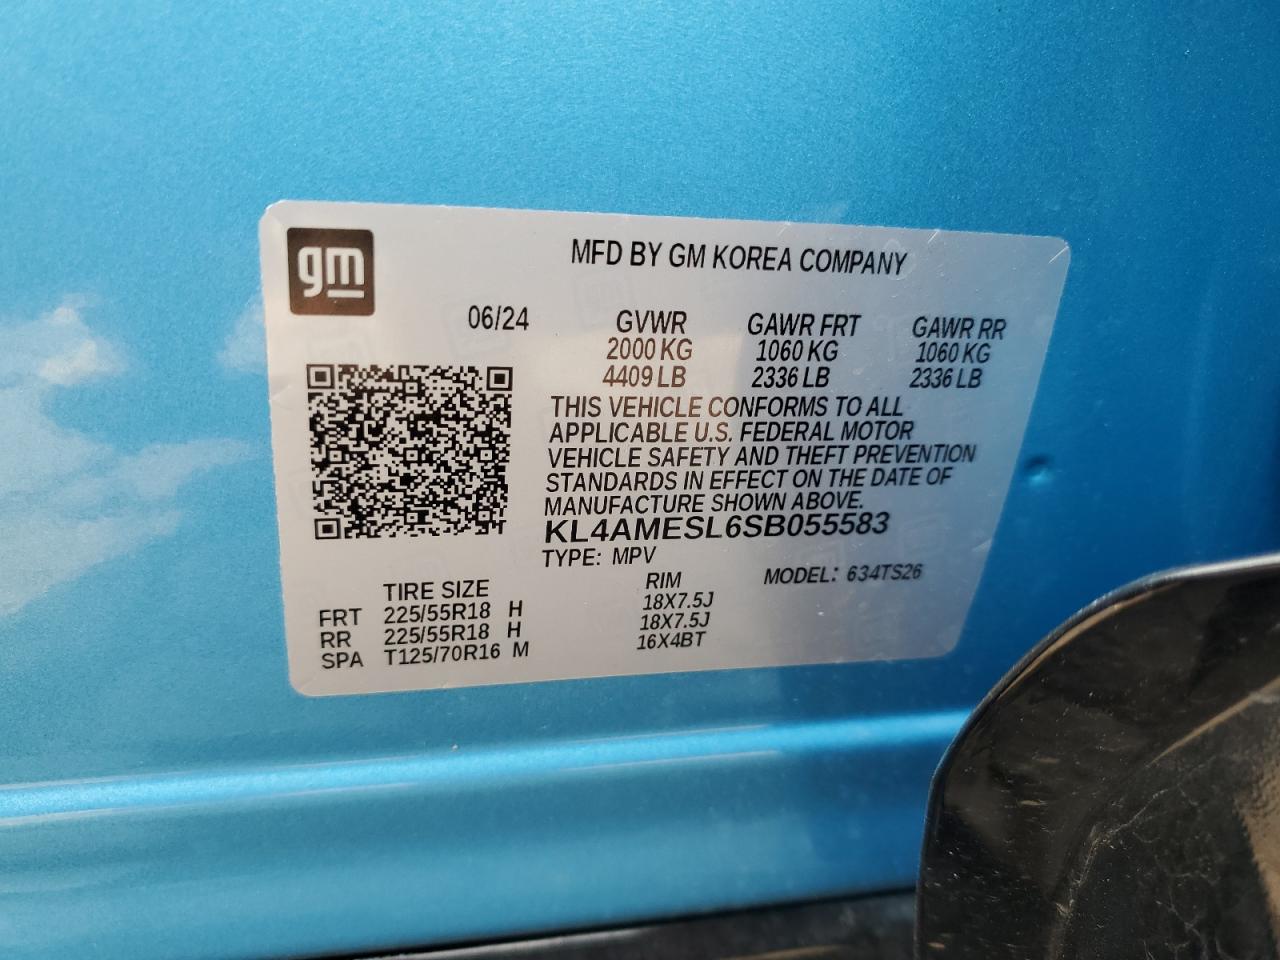 gm
MFD BY GM KOREA COMPANY
06/24 GVWR GAWR FRT GAWR RR
2000 KG 1060 KG 1060 KG
4409 LB 2336 LB 2336 LB
THIS VEHICLE CONFORMS TO ALL
APPLICABLE U.S. FEDERAL MOTOR
VEHICLE SAFETY AND THEFT PREVENTION
STANDARDS IN EFFECT ON THE DATE OF
MANUFACTURE SHOWN ABOVE.
KL4AMESL6SB055583
TYPE: MPV MODEL: 634TS26
TIRE SIZE RIM
FRT 225/55R18 H 18X7.5J
RR 225/55R18 H 18X7.5J
SPA T125/70R16 M 16X4BT